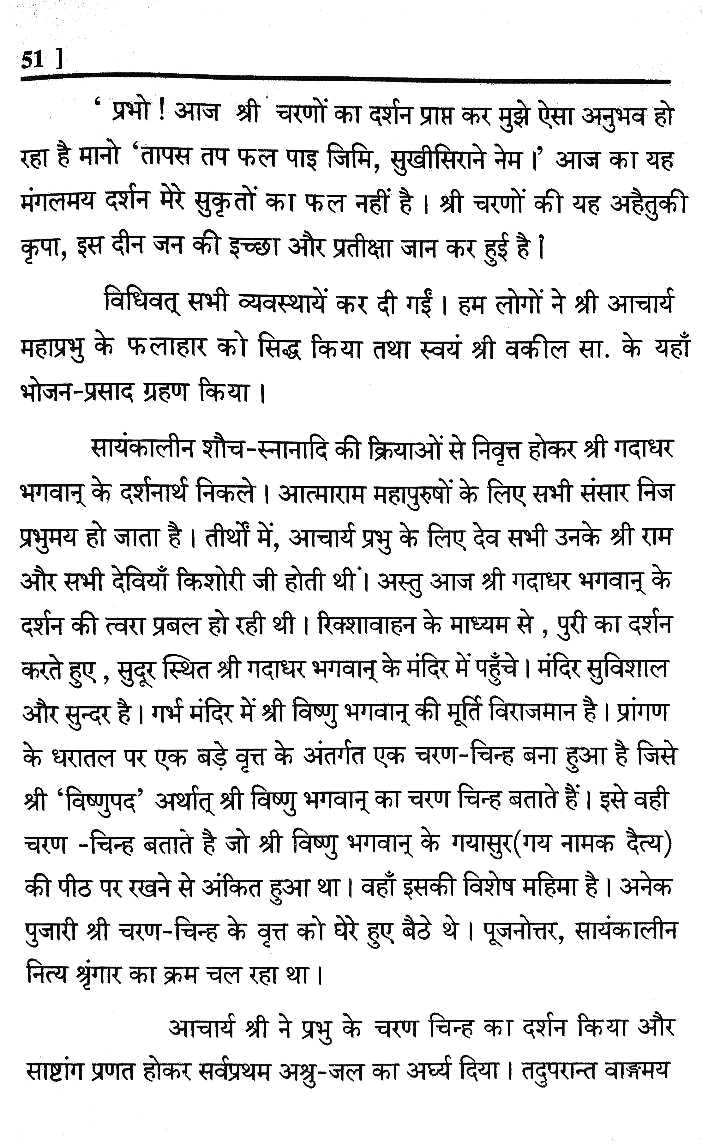 51 ]
' प्रभो ! आज श्री चरणों का दर्शन प्राप्त कर मुझे ऐसा अनुभव हो
रहा है मानो 'तापस तप फल पाइ जिमि, सुखीसिराने नेम।' आज का यह
मंगलमय दर्शन मेरे सुकृतों का फल नहीं है। श्री चरणों की यह अहैतुकी
कृपा, इस दीन जन की इच्छा और प्रतीक्षा जान कर हुई है।
विधिवत् सभी व्यवस्थायें कर दी गईं। हम लोगों ने श्री आचार्य
महाप्रभु के फलाहार को सिद्ध किया तथा स्वयं श्री वकील सा. के यहाँ
भोजन-प्रसाद ग्रहण किया।
सायंकालीन शौच-स्नानादि की क्रियाओं से निवृत्त होकर श्री गदाधर
भगवान् के दर्शनार्थ निकले। आत्माराम महापुरुषों के लिए सभी संसार निज
प्रभुमय हो जाता है। तीर्थों में, आचार्य प्रभु के लिए देव सभी उनके श्री राम
और सभी देवियाँ किशोरी जी होती थीं। अस्तु आज श्री गदाधर भगवान् के
दर्शन की त्वरा प्रबल हो रही थी। रिक्शावाहन के माध्यम से , पुरी का दर्शन
करते हुए , सुदूर स्थित श्री गदाधर भगवान् के मंदिर में पहुँचे। मंदिर सुविशाल
और सुन्दर है। गर्भ मंदिर में श्री विष्णु भगवान् की मूर्ति विराजमान है। प्रांगण
के धरातल पर एक बड़े वृत्त के अंतर्गत एक चरण-चिन्ह बना हुआ है जिसे
श्री 'विष्णुपद' अर्थात् श्री विष्णु भगवान् का चरण चिन्ह बताते हैं। इसे वही
चरण -चिन्ह बताते है जो श्री विष्णु भगवान् के गयासुर(गय नामक दैत्य)
की पीठ पर रखने से अंकित हुआ था। वहाँ इसकी विशेष महिमा है। अनेक
पुजारी श्री चरण-चिन्ह के वृत्त को घेरे हुए बैठे थे। पूजनोत्तर, सायंकालीन
नित्य श्रृंगार का क्रम चल रहा था।
आचार्य श्री ने प्रभु के चरण चिन्ह का दर्शन किया और
साष्टांग प्रणत होकर सर्वप्रथम अश्रु-जल का अर्घ्य दिया। तदुपरान्त वाङमय